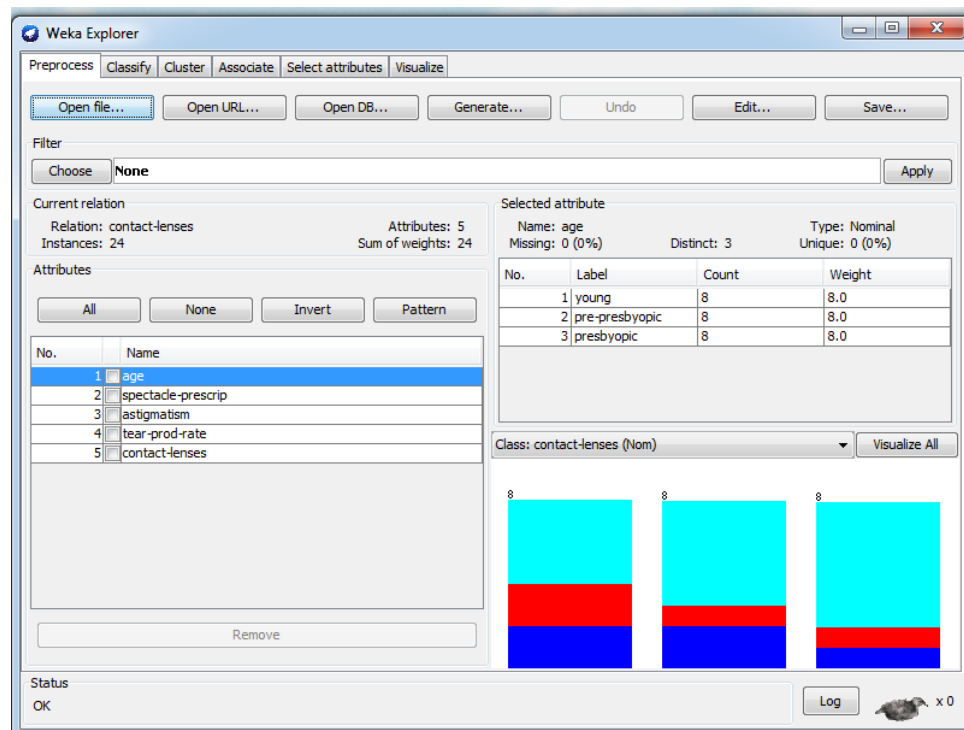 Weka Explorer
Preprocess Classify Cluster Associate Select attributes Visualize
Open file... Open URL... Open DB... Generate... Undo Edit... Save...
Filter
Choose None Apply
Current relation
Relation: contact-lenses Attributes: 5
Instances: 24 Sum of weights: 24
Attributes
All None Invert Pattern
No. Name
1 age
2 spectacle-prescrip
3 astigmatism
4 tear-prod-rate
5 contact-lenses
Remove
Selected attribute
Name: age Type: Nominal
Missing: 0 (0%) Distinct: 3 Unique: 0 (0%)
No. Label Count Weight
1 young 8 8.0
2 pre-presbyopic 8 8.0
3 presbyopic 8 8.0
Class: contact-lenses (Nom) Visualize All
8 8 8
Status
OK Log x 0